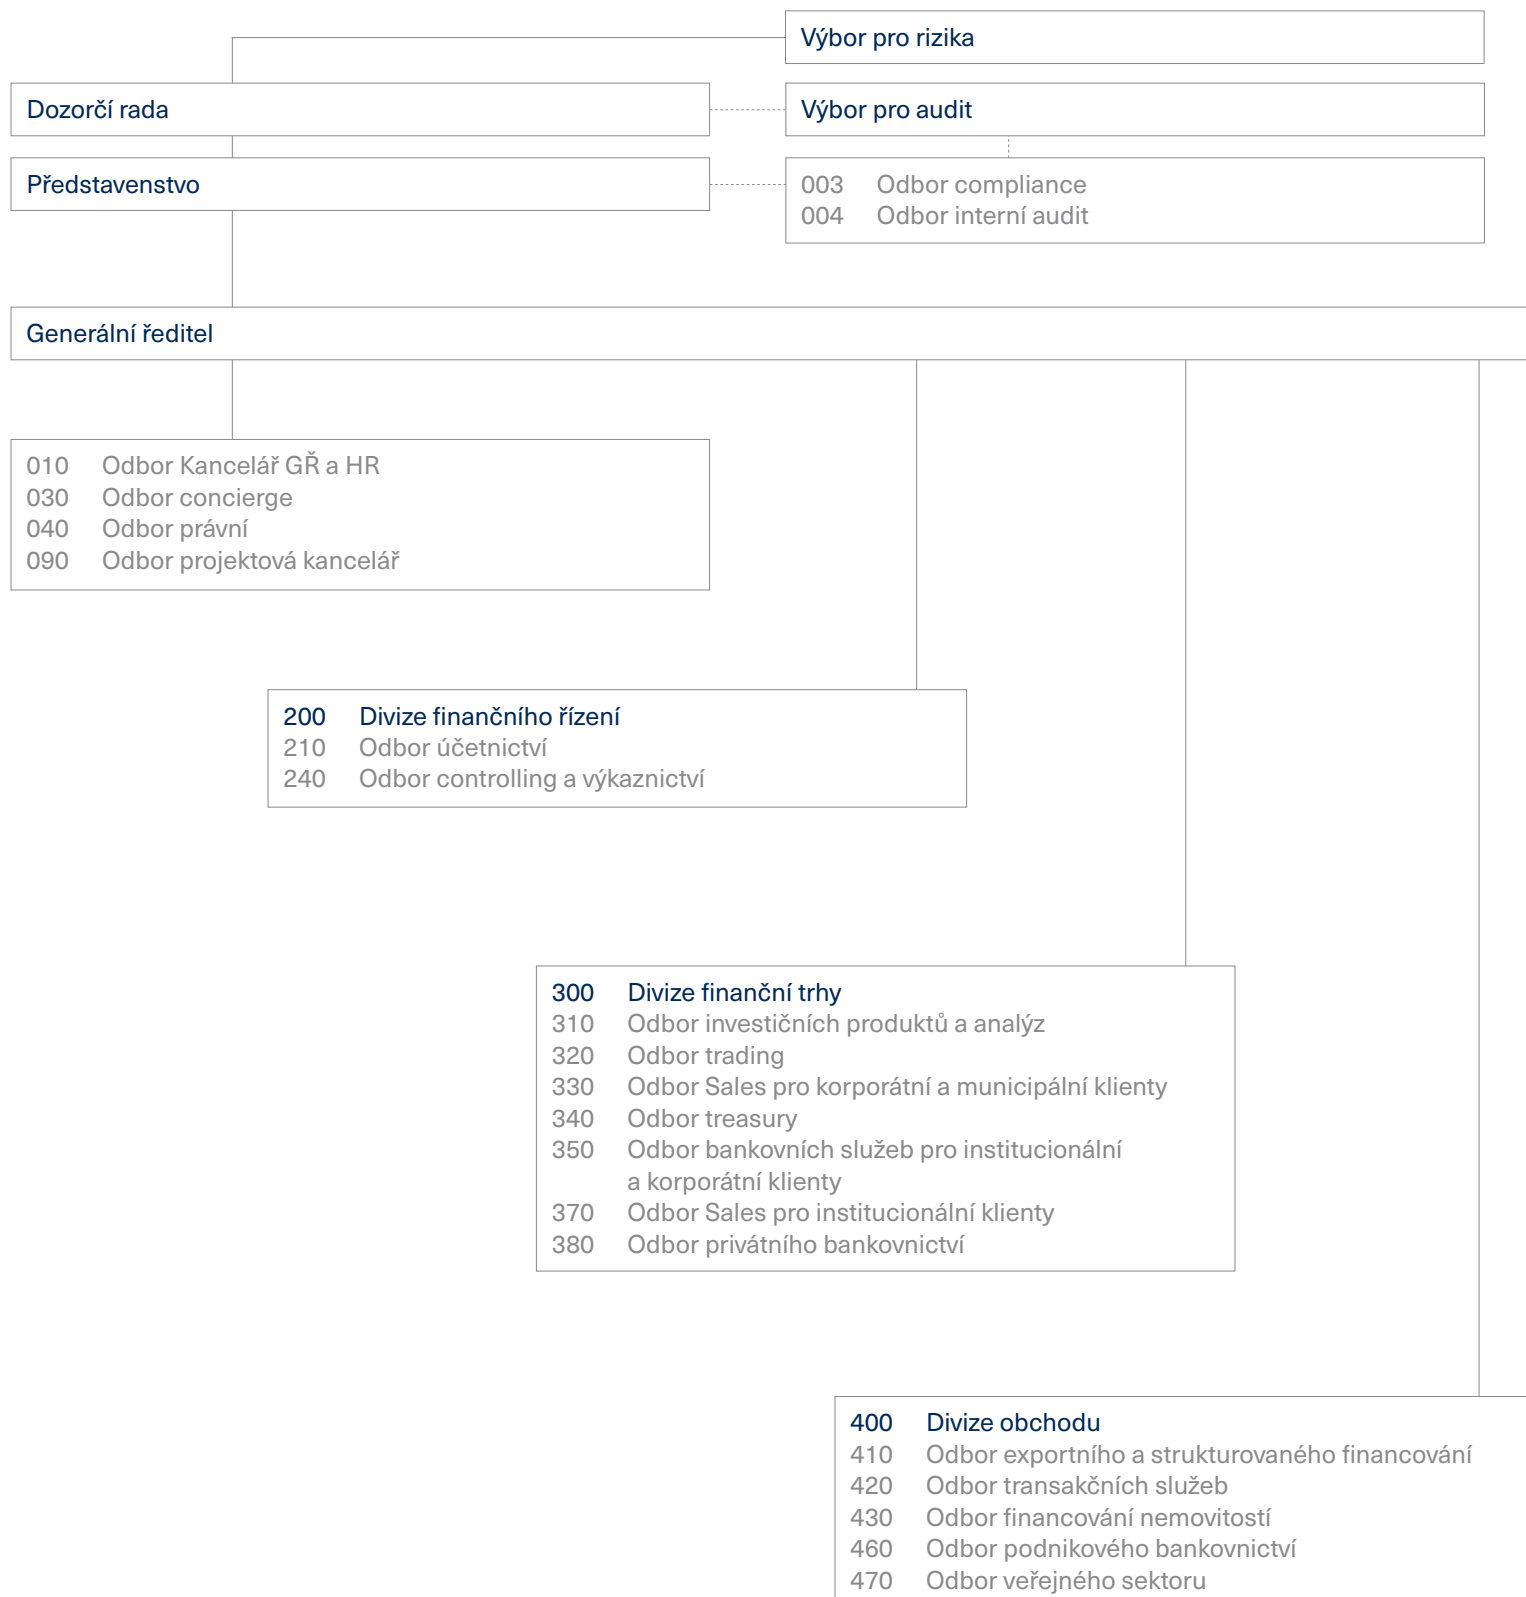 Výbor pro rizika
Dozorčí rada
Výbor pro audit
Představenstvo
003 Odbor compliance
004 Odbor interní audit
Generální ředitel
010 Odbor Kancelář GŘ a HR
030 Odbor concierge
040 Odbor právní
090 Odbor projektová kancelář
200 Divize finančního řízení
210 Odbor účetnictví
240 Odbor controlling a výkaznictví
300 Divize finanční trhy
310 Odbor investičních produktů a analýz
320 Odbor trading
330 Odbor Sales pro korporátní a municipální klienty
340 Odbor treasury
350 Odbor bankovních služeb pro institucionální
a korporátní klienty
370 Odbor Sales pro institucionální klienty
380 Odbor privátního bankovnictví
400 Divize obchodu
410 Odbor exportního a strukturovaného financování
420 Odbor transakčních služeb
430 Odbor financování nemovitostí
460 Odbor podnikového bankovnictví
470 Odbor veřejného sektoru